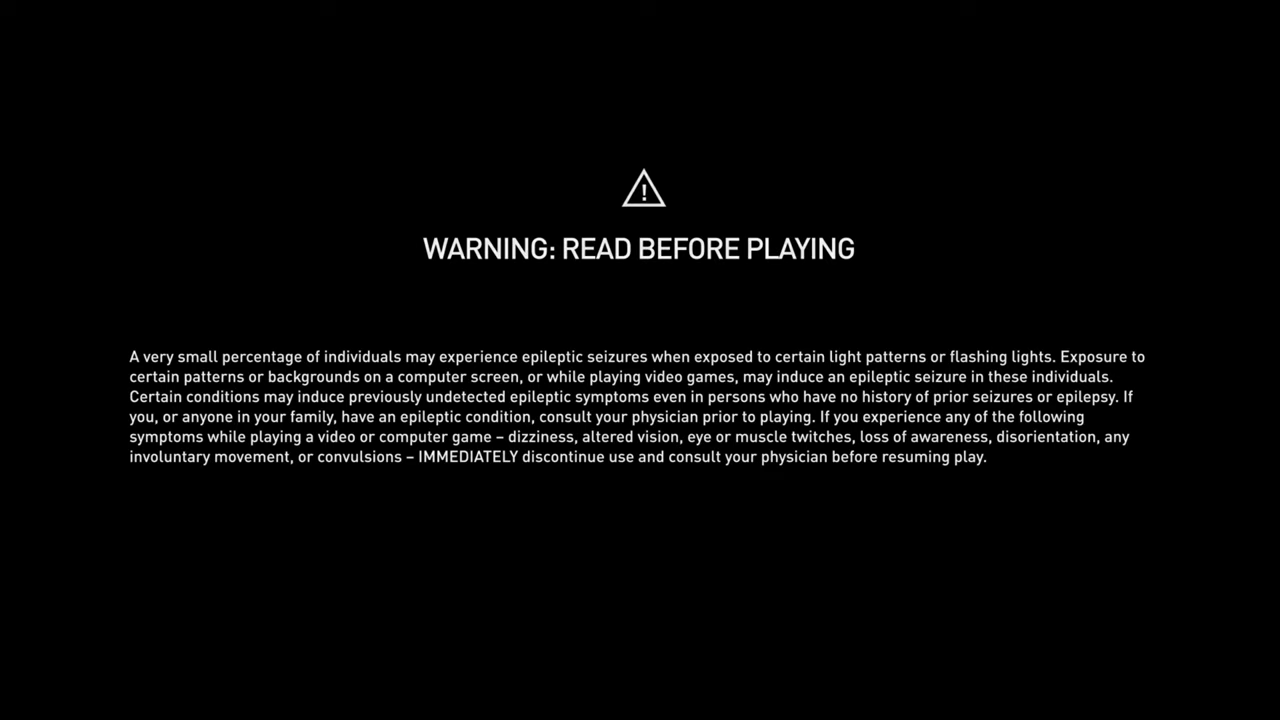 WARNING: READ BEFORE PLAYING
A very small percentage of individuals may experience epileptic seizures when exposed to certain light patterns or flashing lights. Exposure to
certain patterns or backgrounds on a computer screen, or while playing video games, may induce an epileptic seizure in these individuals.
Certain conditions may induce previously undetected epileptic symptoms even in persons who have no history of prior seizures or epilepsy. If
you, or anyone in your family, have an epileptic condition, consult your physician prior to playing. If you experience any of the following
symptoms while playing a video or computer game – dizziness, altered vision, eye or muscle twitches, loss of awareness, disorientation, any
involuntary movement, or convulsions – IMMEDIATELY discontinue use and consult your physician before resuming play.